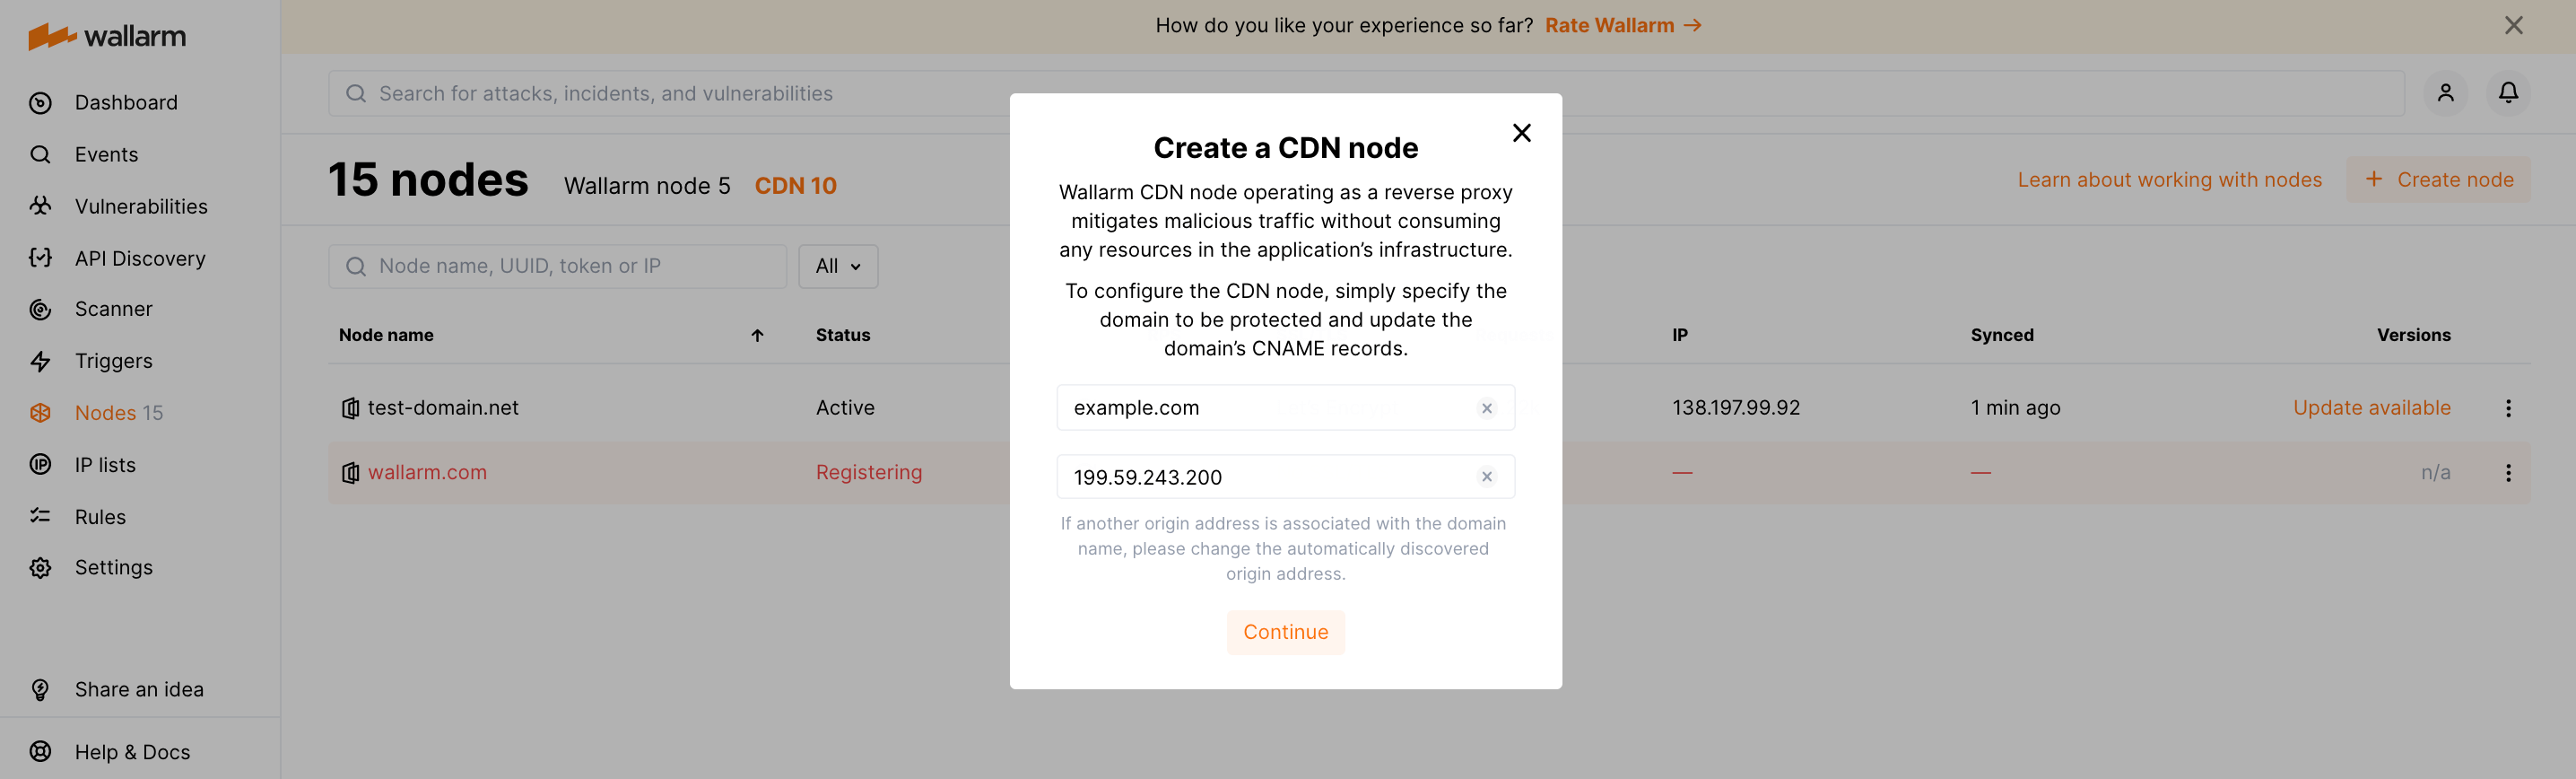 wallarm
How do you like your experience so far? Rate Wallarm →
Dashboard
Events
Vulnerabilities
API Discovery
Scanner
Triggers
Nodes 15
IP lists
Rules
Settings
Share an idea
Help & Docs
Search for attacks, incidents, and vulnerabilities
15 nodes Wallarm node 5 CDN 10
Learn about working with nodes + Create node
Node name, UUID, token or IP All
Node name ↑ Status IP Synced Versions
test-domain.net Active 138.197.99.92 1 min ago Update available
wallarm.com Registering — — n/a
Create a CDN node
Wallarm CDN node operating as a reverse proxy
mitigates malicious traffic without consuming
any resources in the application’s infrastructure.
To configure the CDN node, simply specify the
domain to be protected and update the
domain’s CNAME records.
example.com
199.59.243.200
If another origin address is associated with the domain
name, please change the automatically discovered
origin address.
Continue